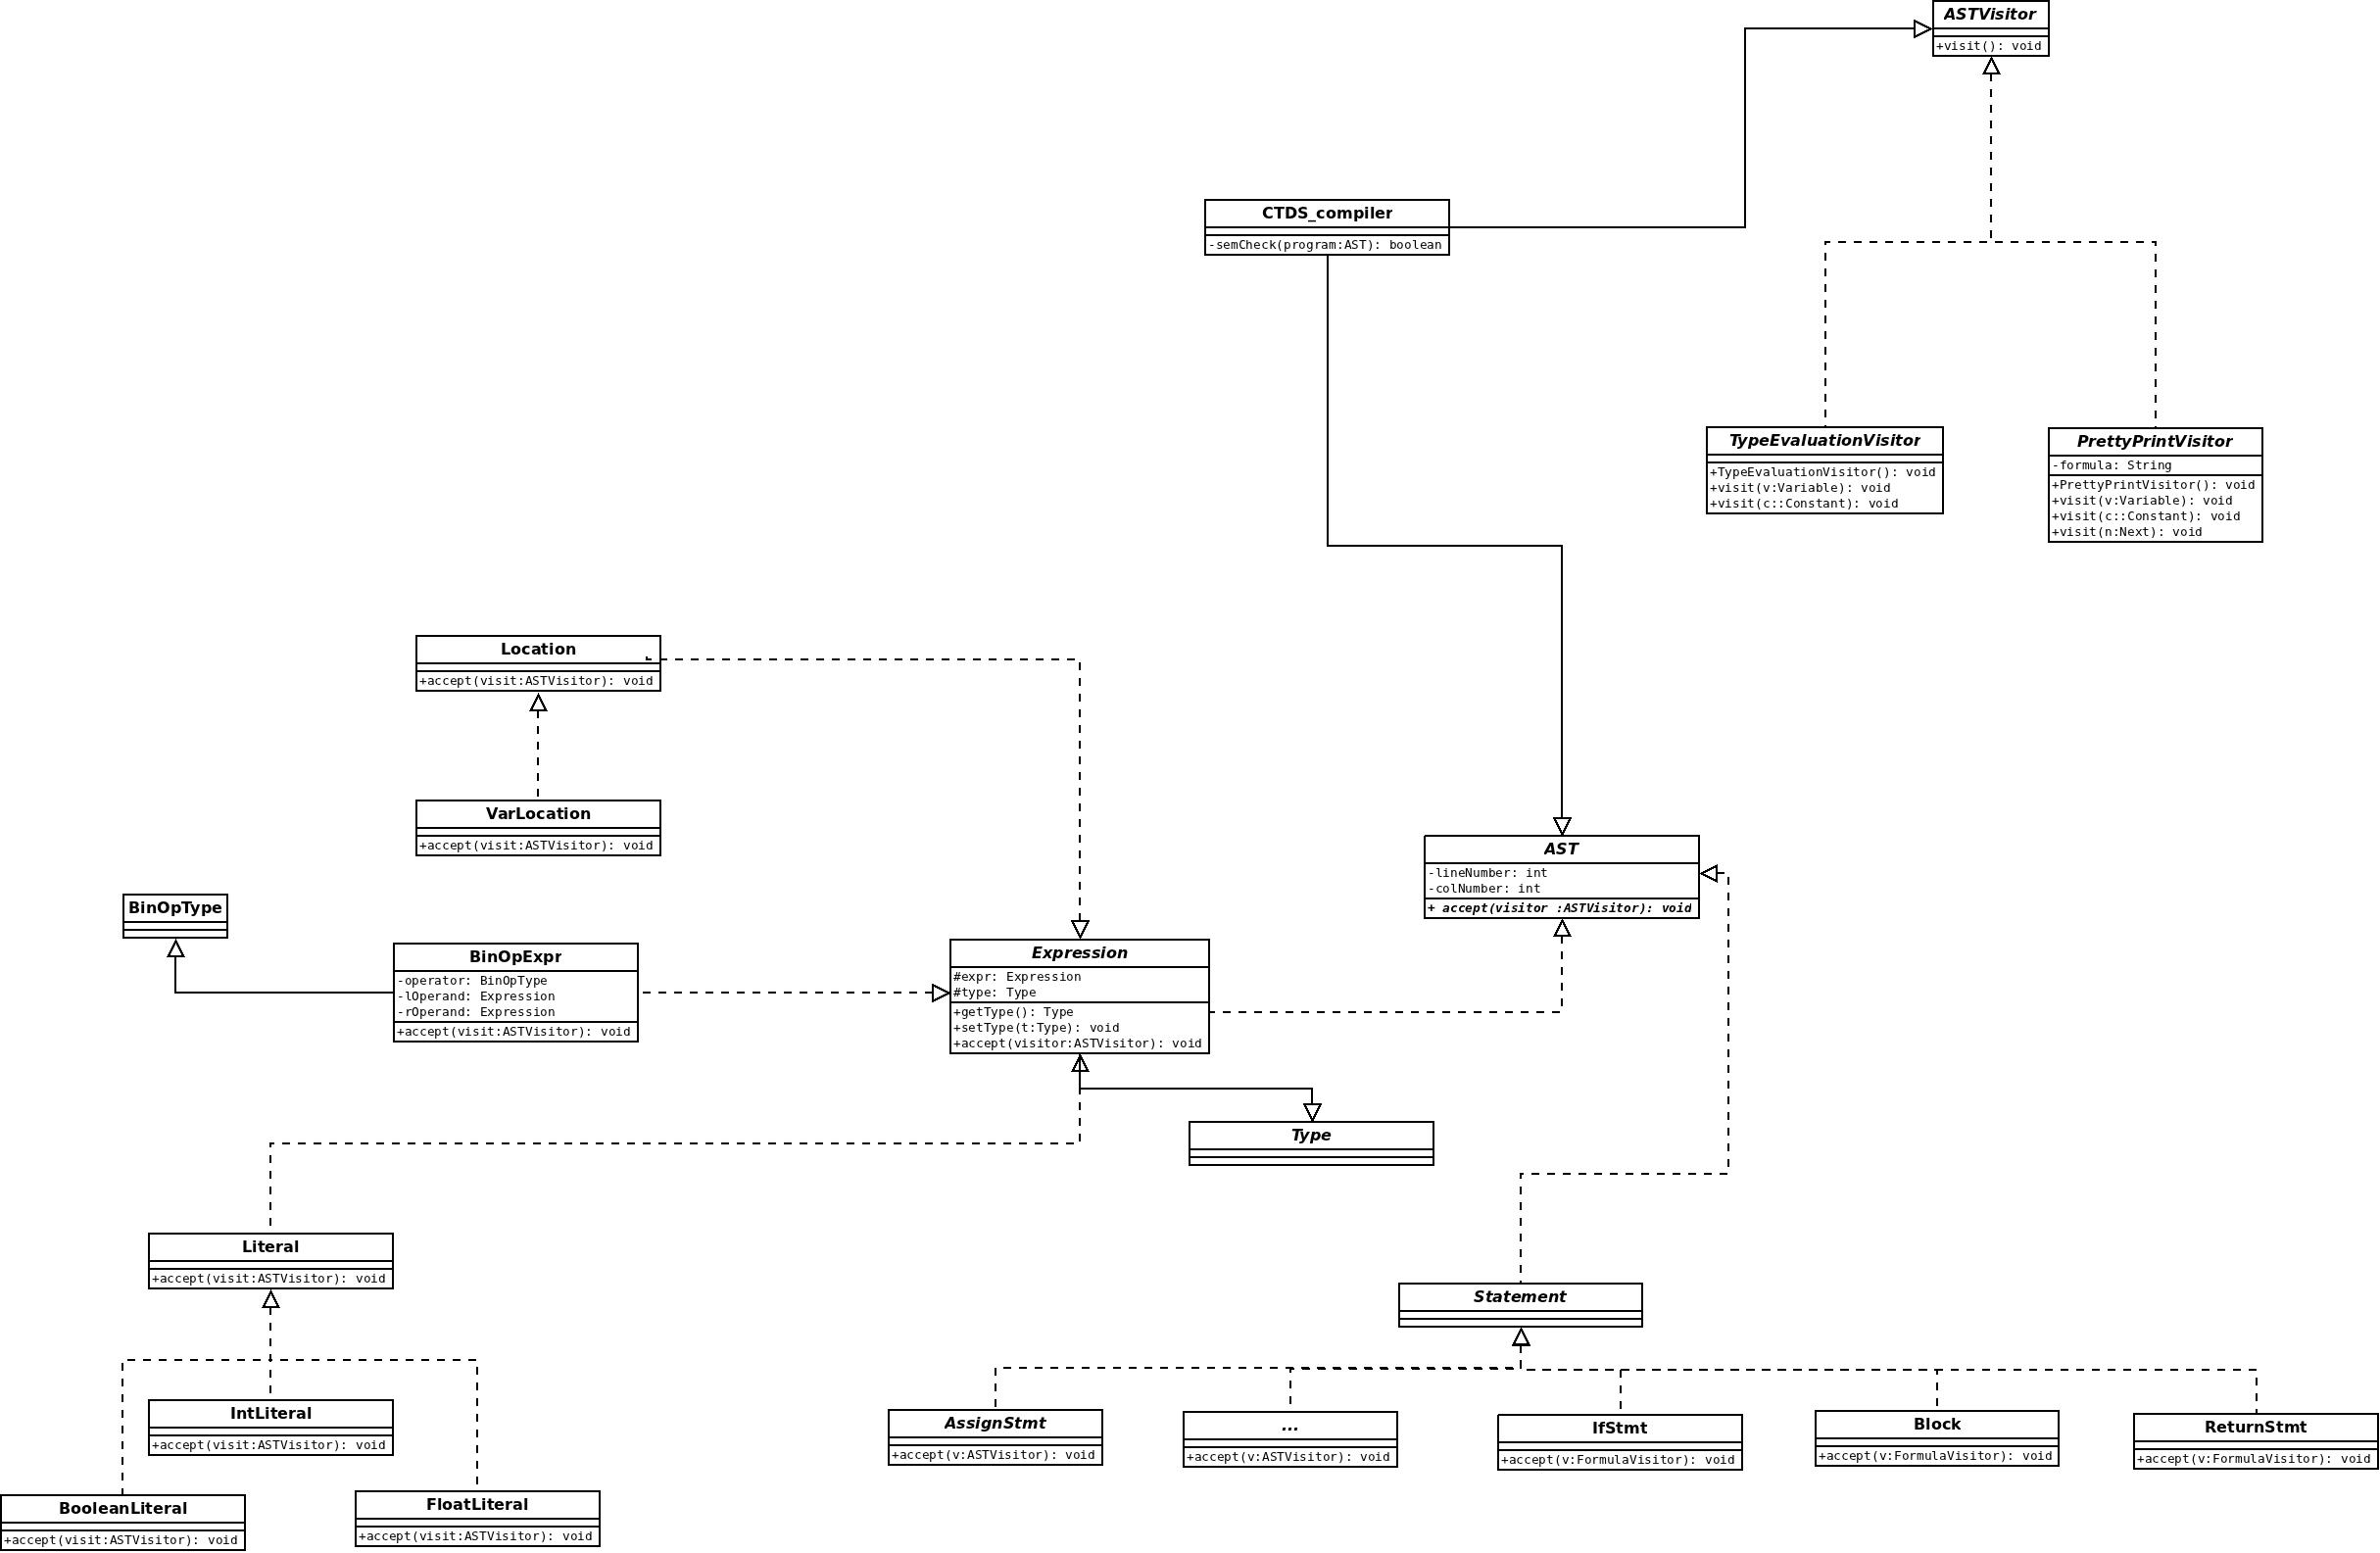 ASTVisitor
+visit(): void
CTDS_compiler
-semCheck(program:AST): boolean
TypeEvaluationVisitor
+TypeEvaluationVisitor(): void
+visit(v:Variable): void
+visit(c::Constant): void
PrettyPrintVisitor
-formula: String
+PrettyPrintVisitor(): void
+visit(v:Variable): void
+visit(c::Constant): void
+visit(n:Next): void
Location
+accept(visit:ASTVisitor): void
VarLocation
+accept(visit:ASTVisitor): void
AST
-lineNumber: int
-colNumber: int
+ accept(visitor :ASTVisitor): void
BinOpType
BinOpExpr
-operator: BinOpType
-lOperand: Expression
-rOperand: Expression
+accept(visit:ASTVisitor): void
Expression
#expr: Expression
#type: Type
+getType(): Type
+setType(t:Type): void
+accept(visitor:ASTVisitor): void
Type
Literal
+accept(visit:ASTVisitor): void
Statement
IntLiteral
+accept(visit:ASTVisitor): void
BooleanLiteral
+accept(visit:ASTVisitor): void
FloatLiteral
+accept(visit:ASTVisitor): void
AssignStmt
+accept(v:ASTVisitor): void
...
+accept(v:ASTVisitor): void
IfStmt
+accept(v:FormulaVisitor): void
Block
+accept(v:FormulaVisitor): void
ReturnStmt
+accept(v:FormulaVisitor): void